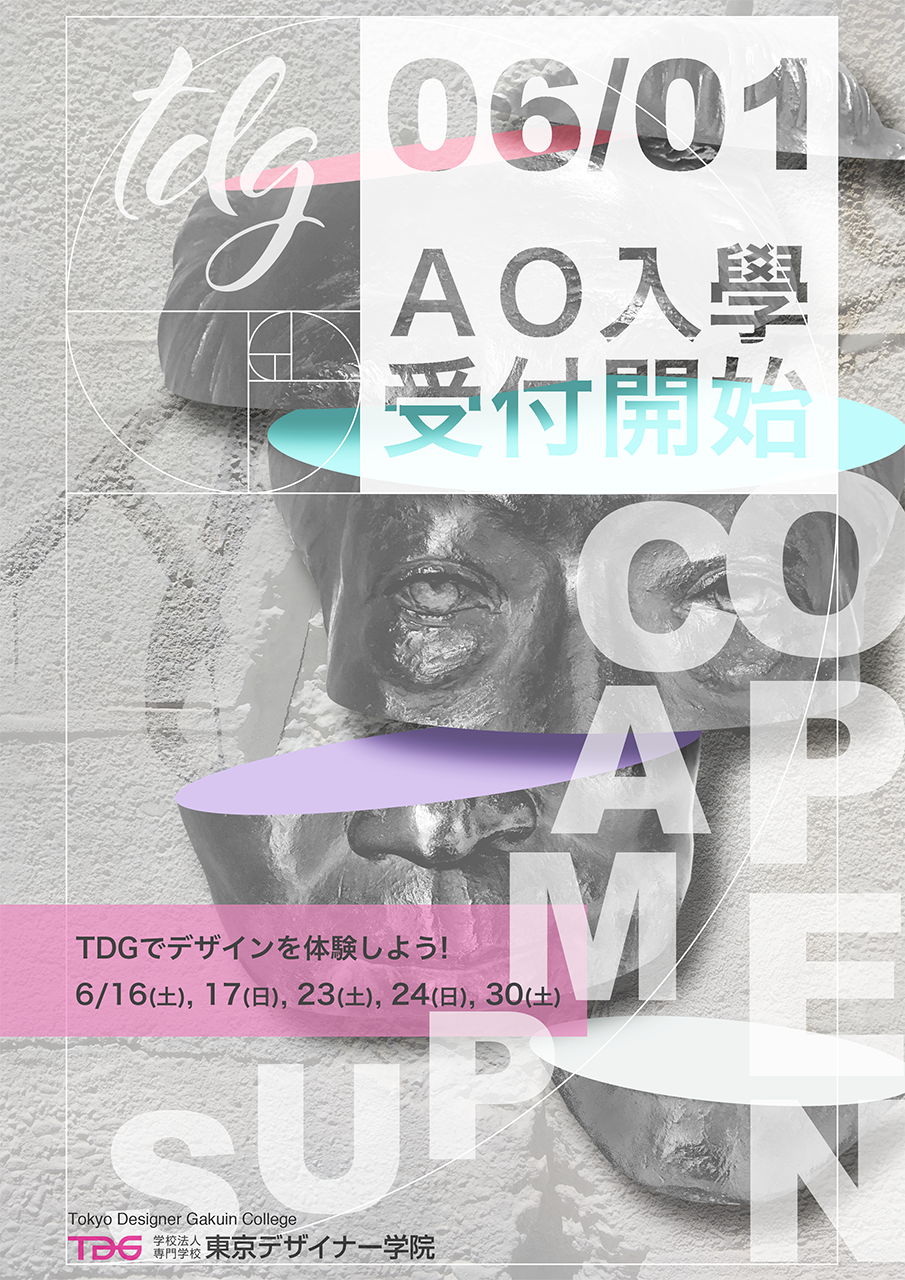 tdg
06/01
ＡＯ入學
受付開始
OPEN
CAMPUS
TDGでデザインを体験しよう!
6/16(土), 17(日), 23(土), 24(日), 30(土)
Tokyo Designer Gakuin College
TDG 学校法人 専門学校 東京デザイナー学院